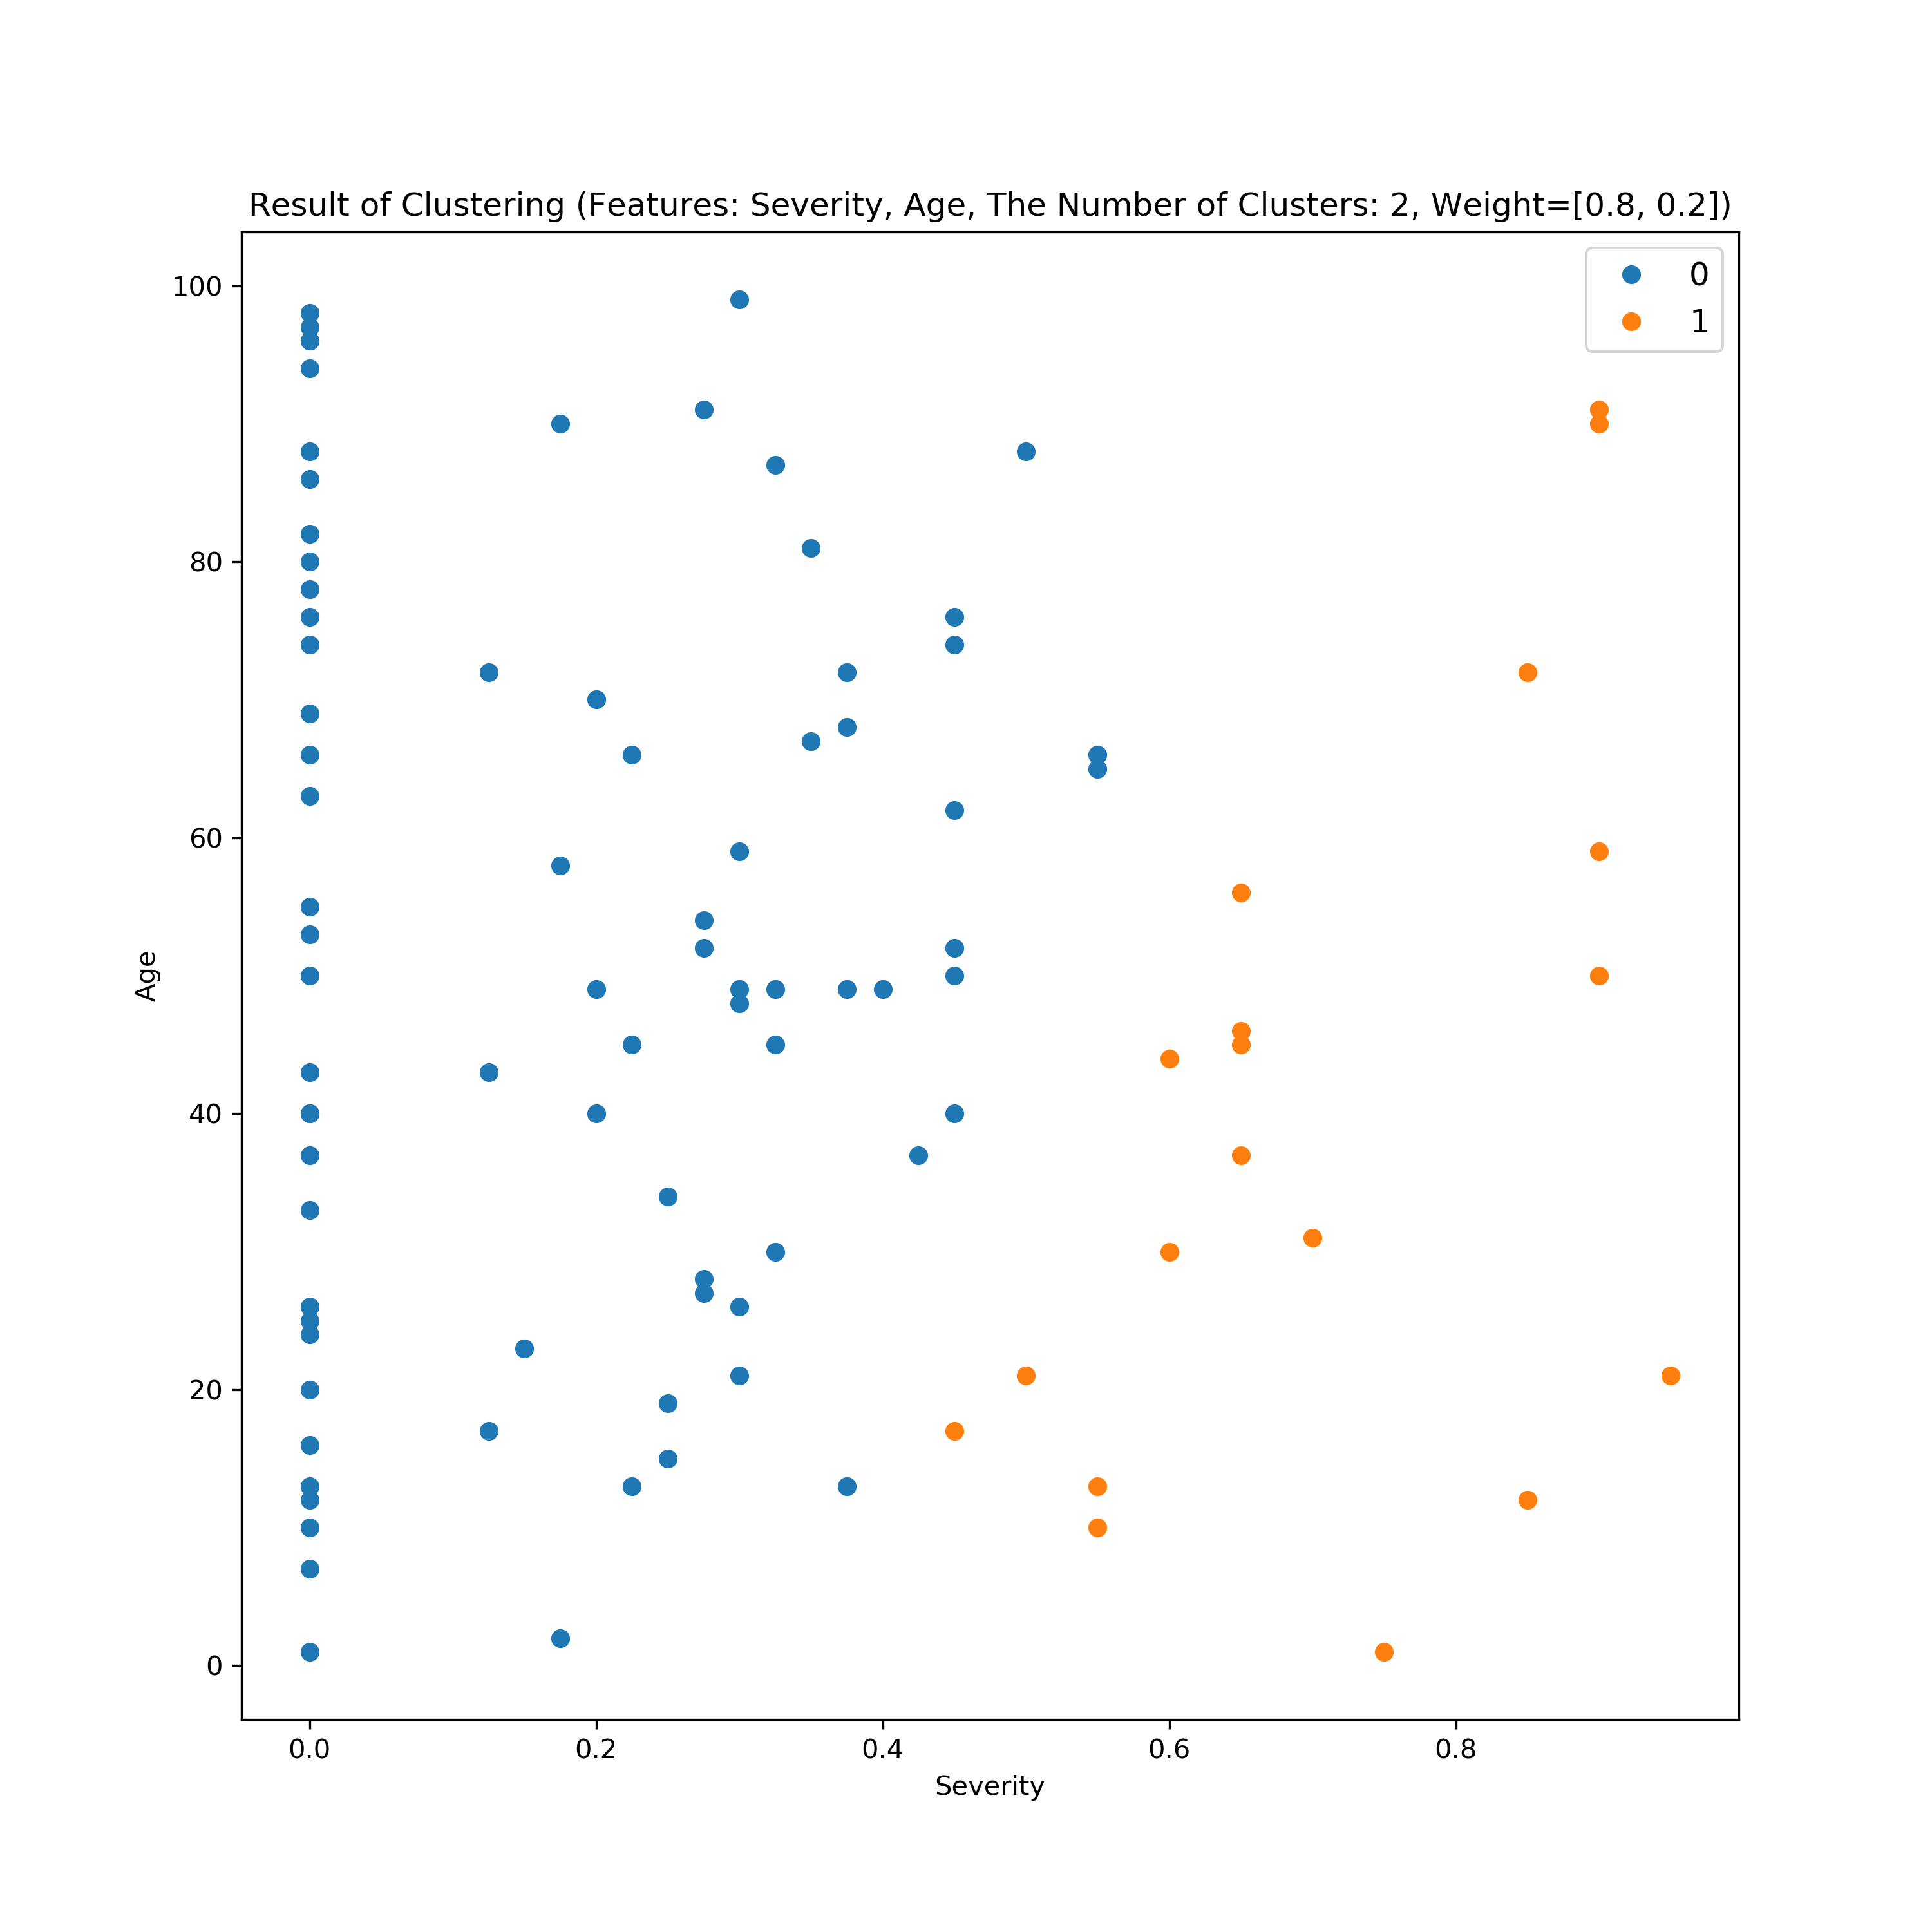 Result of Clustering (Features: Severity, Age, The Number of Clusters: 2, Weight=[0.8, 0.2])
0
1
100
80
60
40
20
0
Age
0.0 0.2 0.4 0.6 0.8
Severity